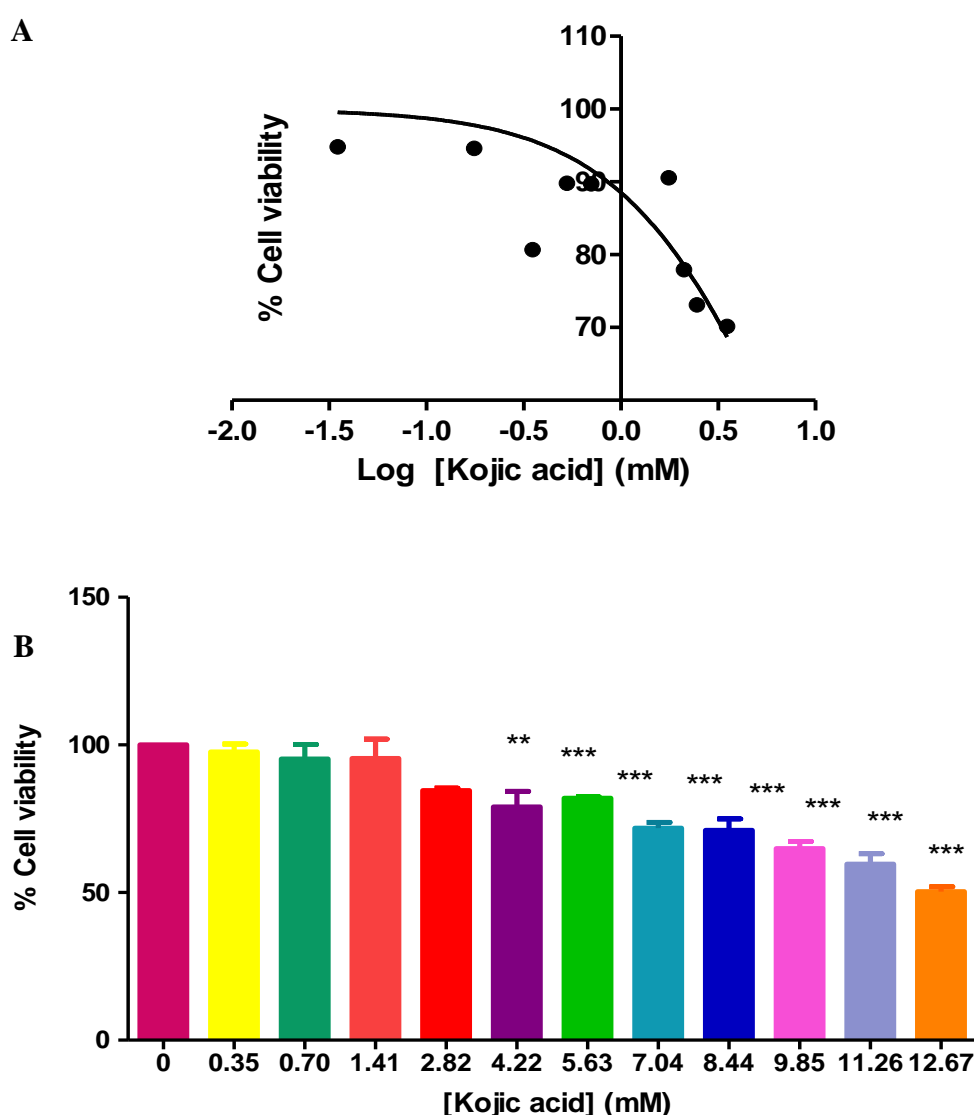 A
110
100
90
80
70
% Cell viability
-2.0 -1.5 -1.0 -0.5 0.0 0.5 1.0
Log [Kojic acid] (mM)
B
150
100
50
0
% Cell viability
** *** *** *** *** *** *** ***
0 0.35 0.70 1.41 2.82 4.22 5.63 7.04 8.44 9.85 11.26 12.67
[Kojic acid] (mM)